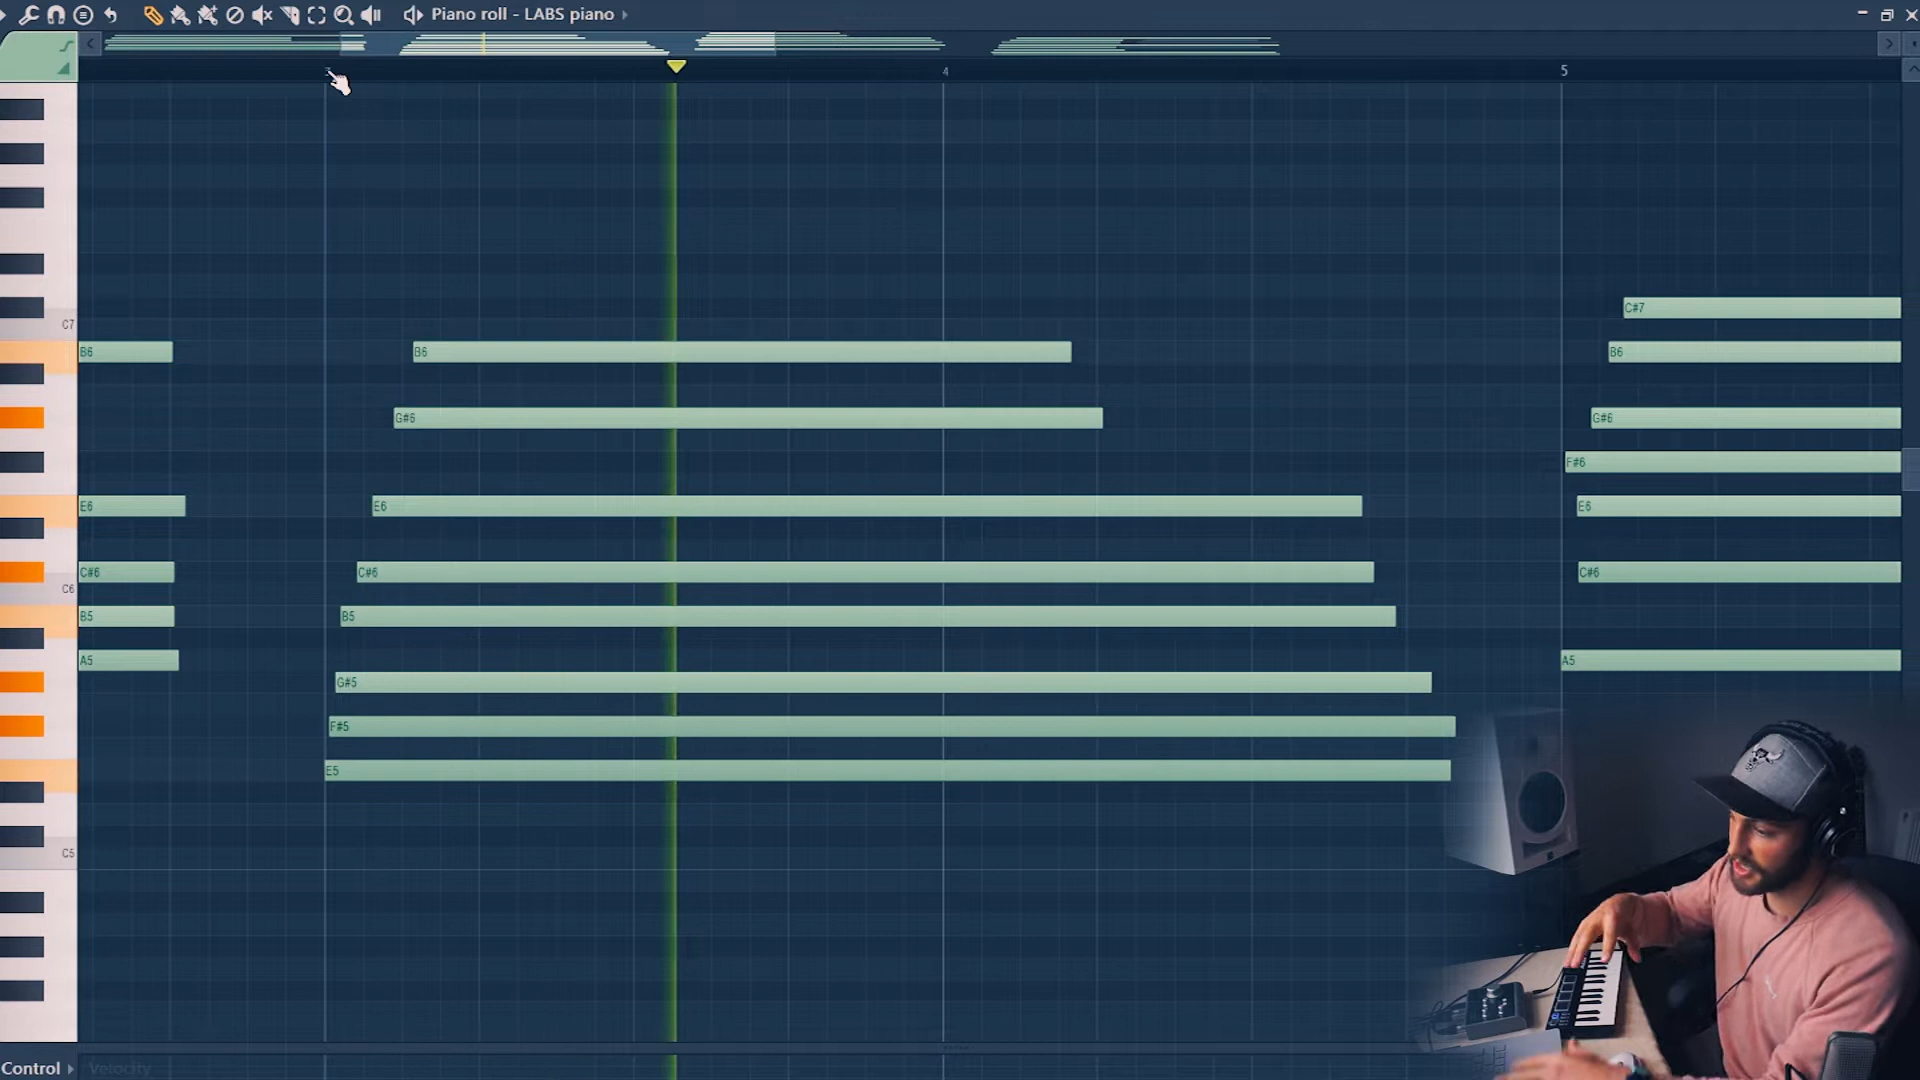 Piano roll - LABS piano
3 4 5
C#7
C7
B6 B6 B6
G#6 G#6
F#6
E6 E6 E6
C#6 C#6 C#6
C6
B5 B5
A5 A5
G#5
F#5
E5
C5
Control Velocity